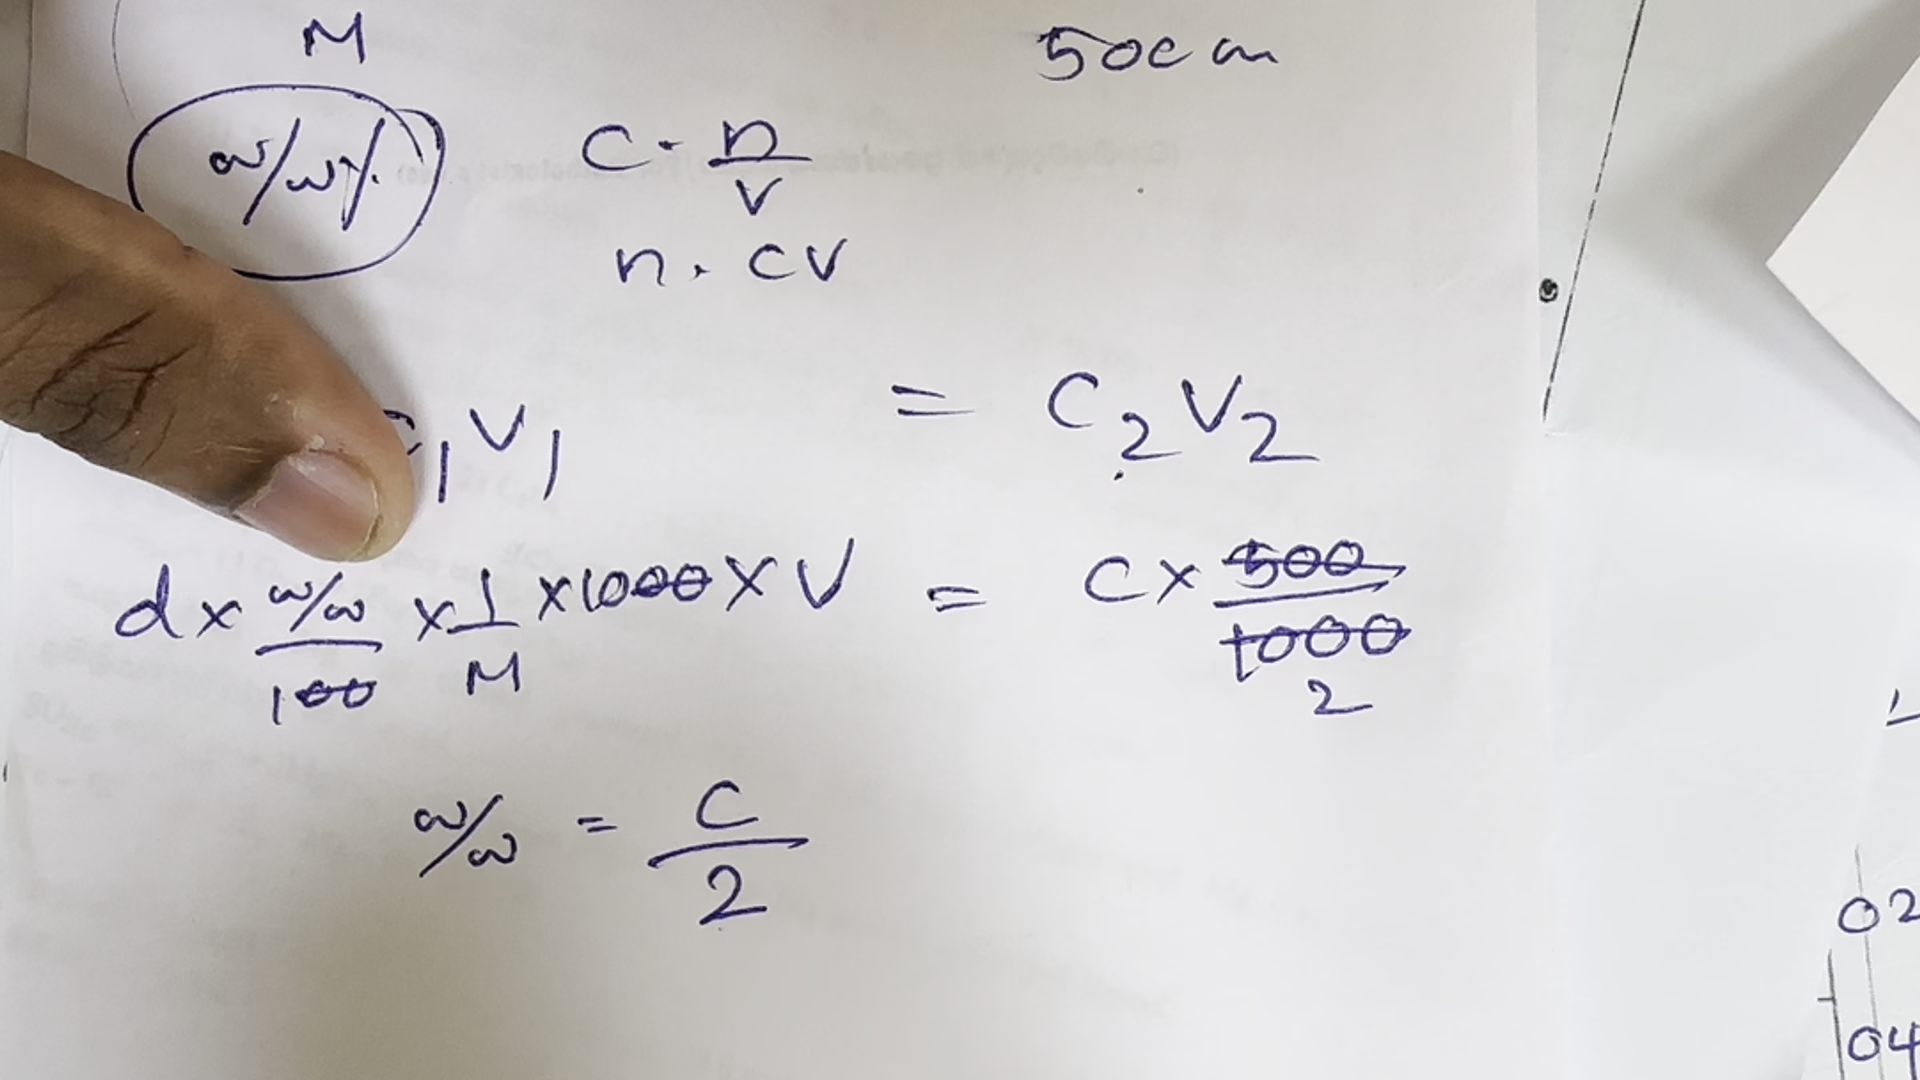 M
50cm
w/w%
C = n/v
n = cv
C₁V₁ = C₂V₂
d x w/w/100 x 1/M x 1000 x V = C x 500/1000
2
w/w = C/2
02
04